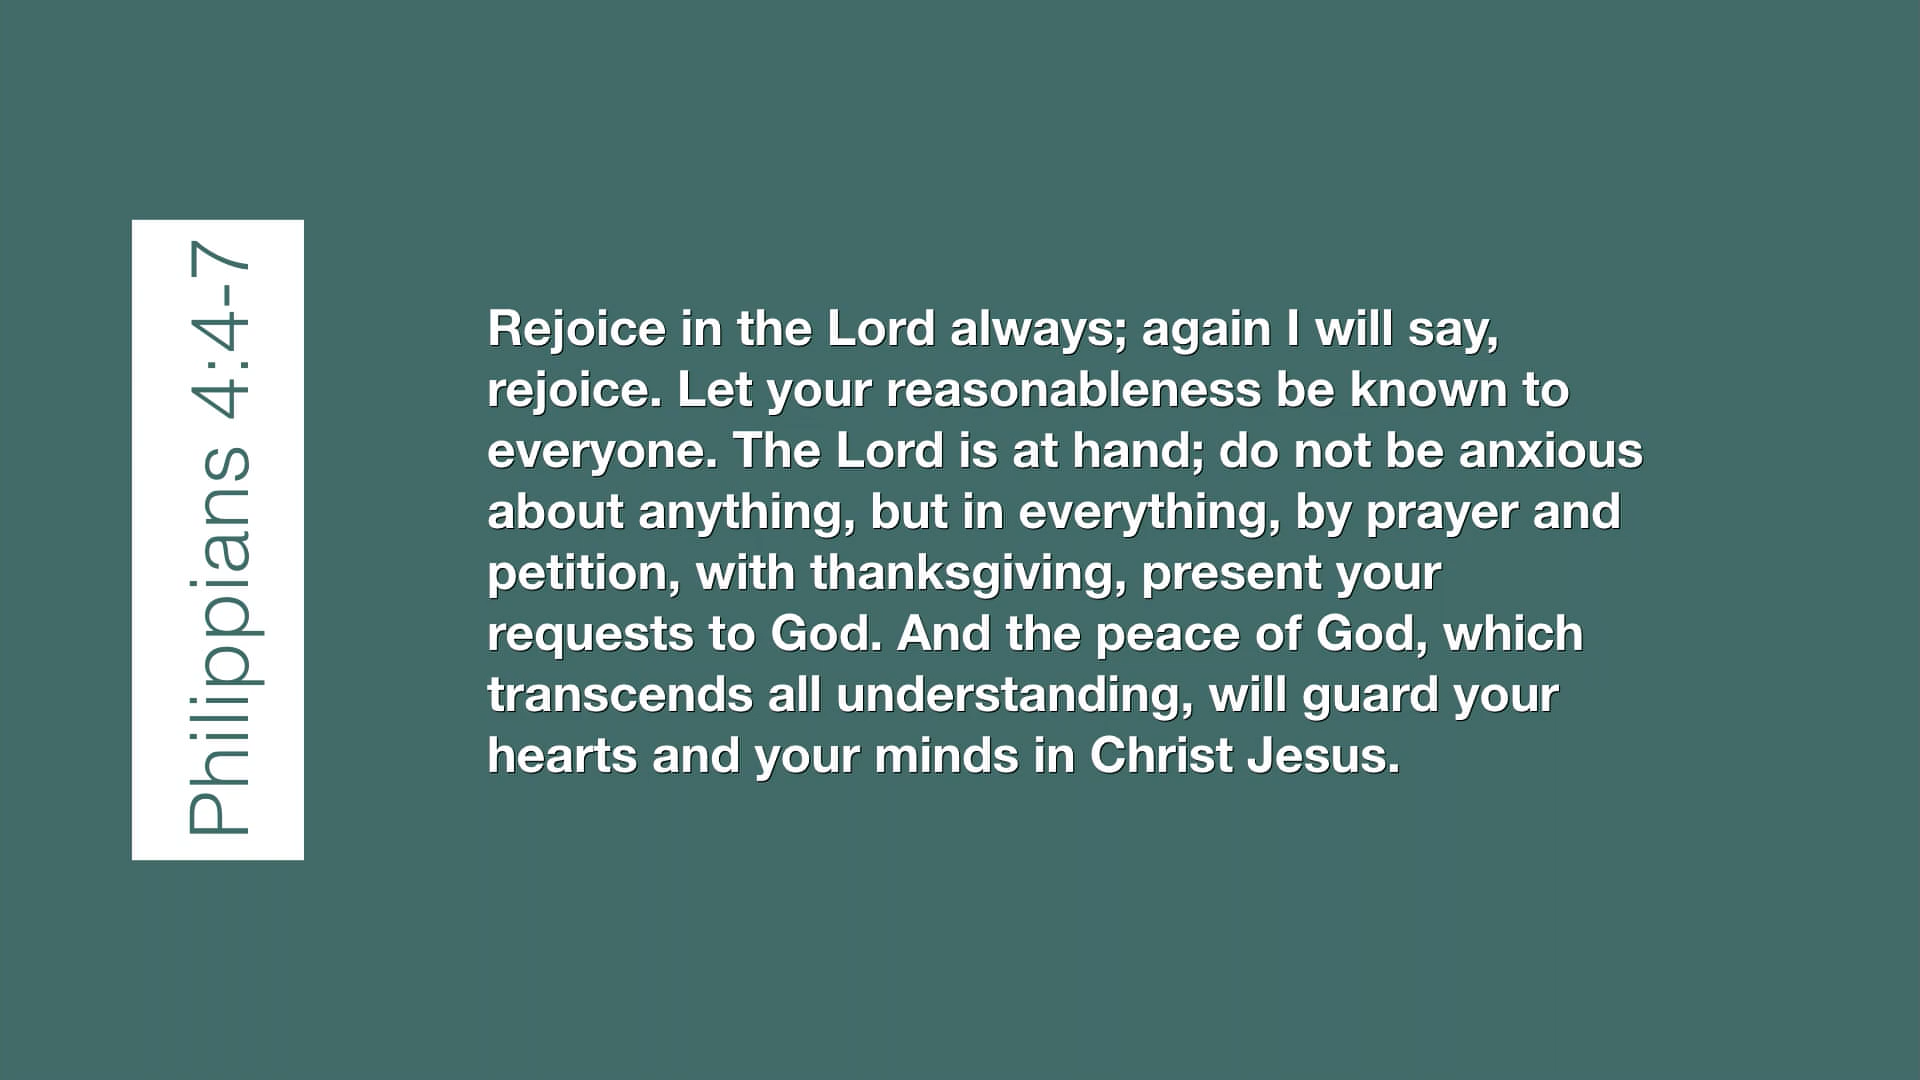 Philippians 4:4-7
Rejoice in the Lord always; again I will say,
rejoice. Let your reasonableness be known to
everyone. The Lord is at hand; do not be anxious
about anything, but in everything, by prayer and
petition, with thanksgiving, present your
requests to God. And the peace of God, which
transcends all understanding, will guard your
hearts and your minds in Christ Jesus.